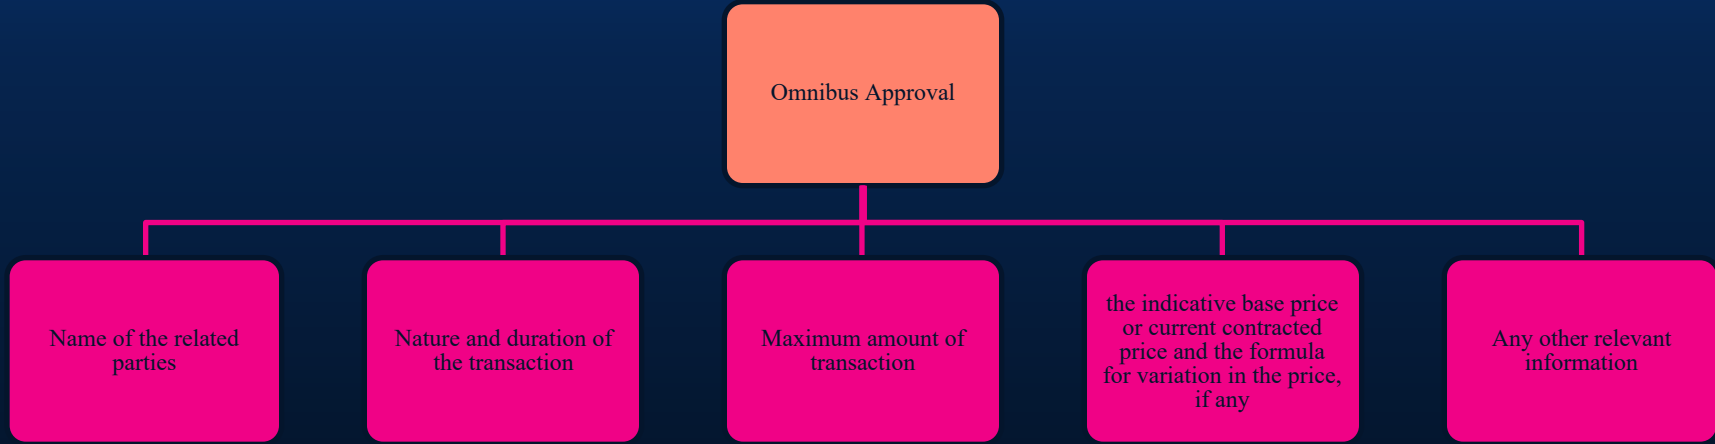 Omnibus Approval
Name of the related
parties
Nature and duration of
the transaction
Maximum amount of
transaction
the indicative base price
or current contracted
price and the formula
for variation in the price,
if any
Any other relevant
information